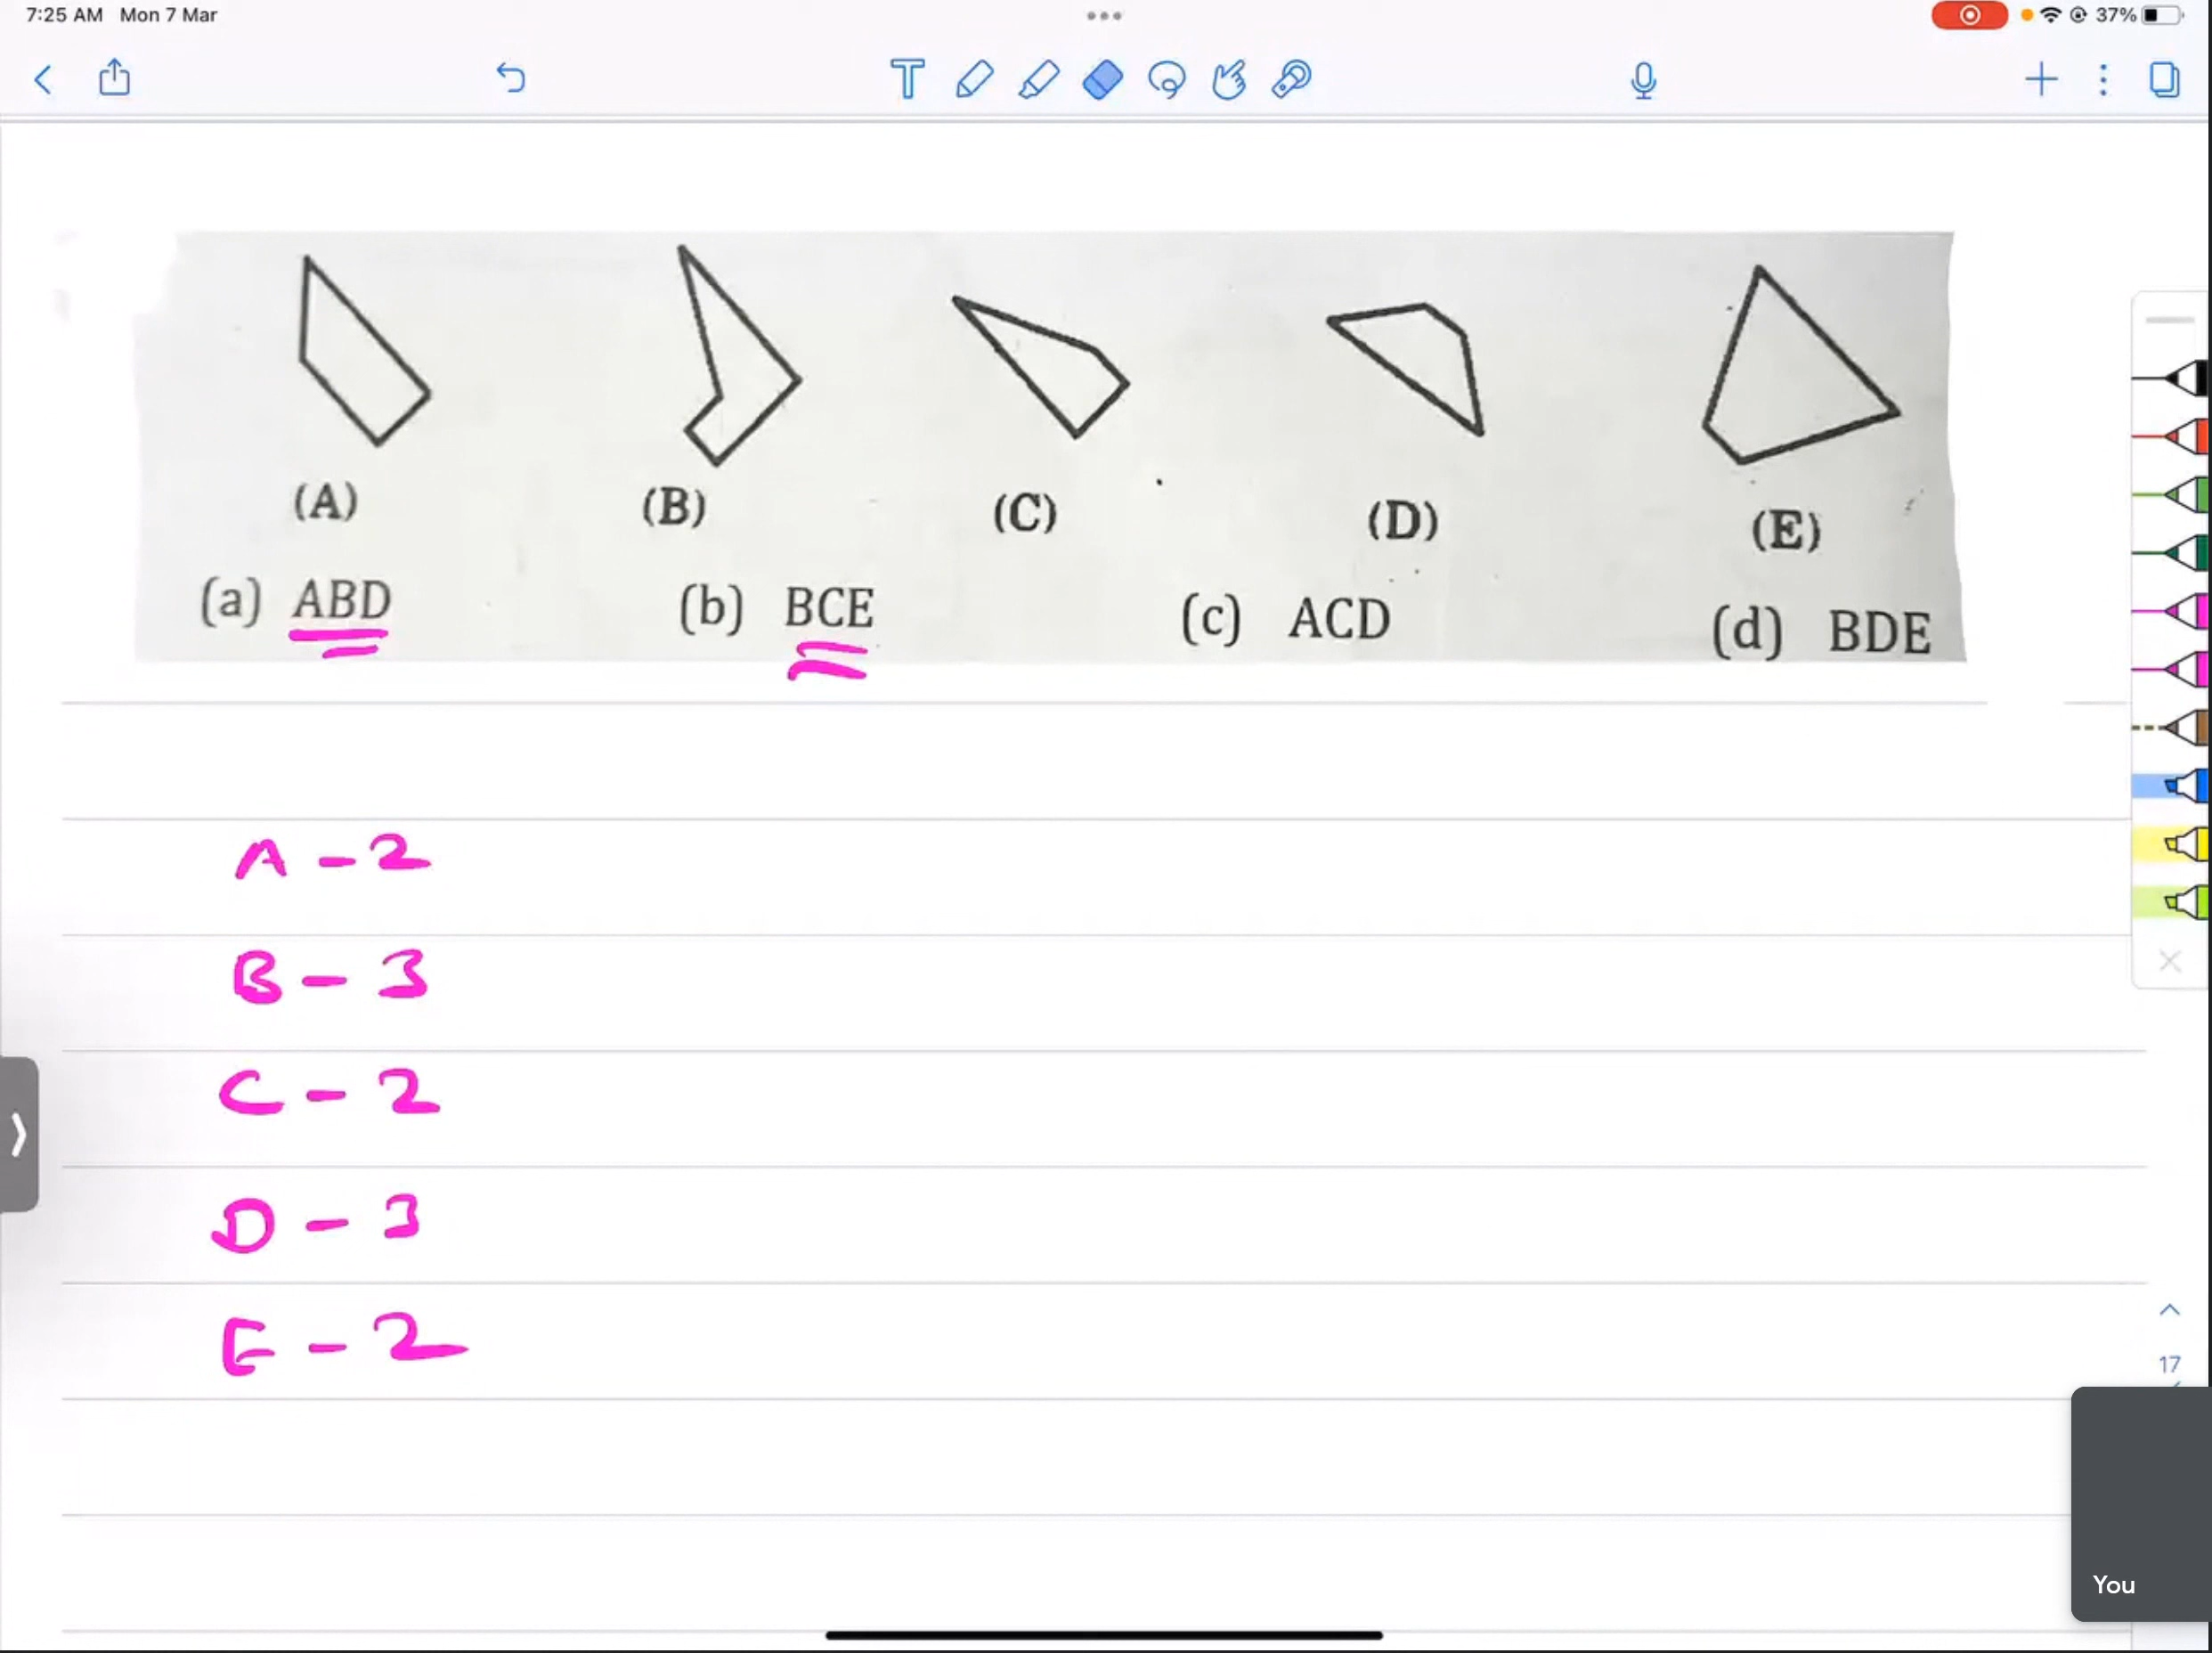 7:25 AM Mon 7 Mar 37%
T
(A) (B) (C) (D) (E)
(a) ABD (b) BCE (c) ACD (d) BDE
A - 2
B - 3
C - 2
D - 3
E - 2
17
You